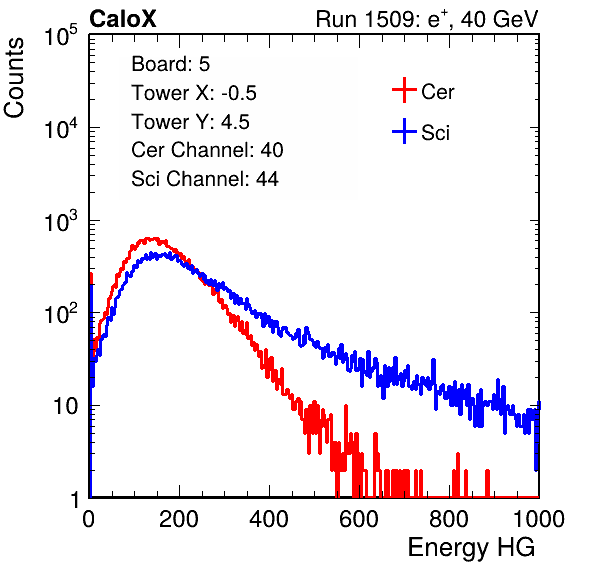 CaloX Run 1509: e⁺, 40 GeV
Counts
Board: 5
Tower X: -0.5
Tower Y: 4.5
Cer Channel: 40
Sci Channel: 44
Cer
Sci
10⁵
10⁴
10³
10²
10
1
0 200 400 600 800 1000
Energy HG